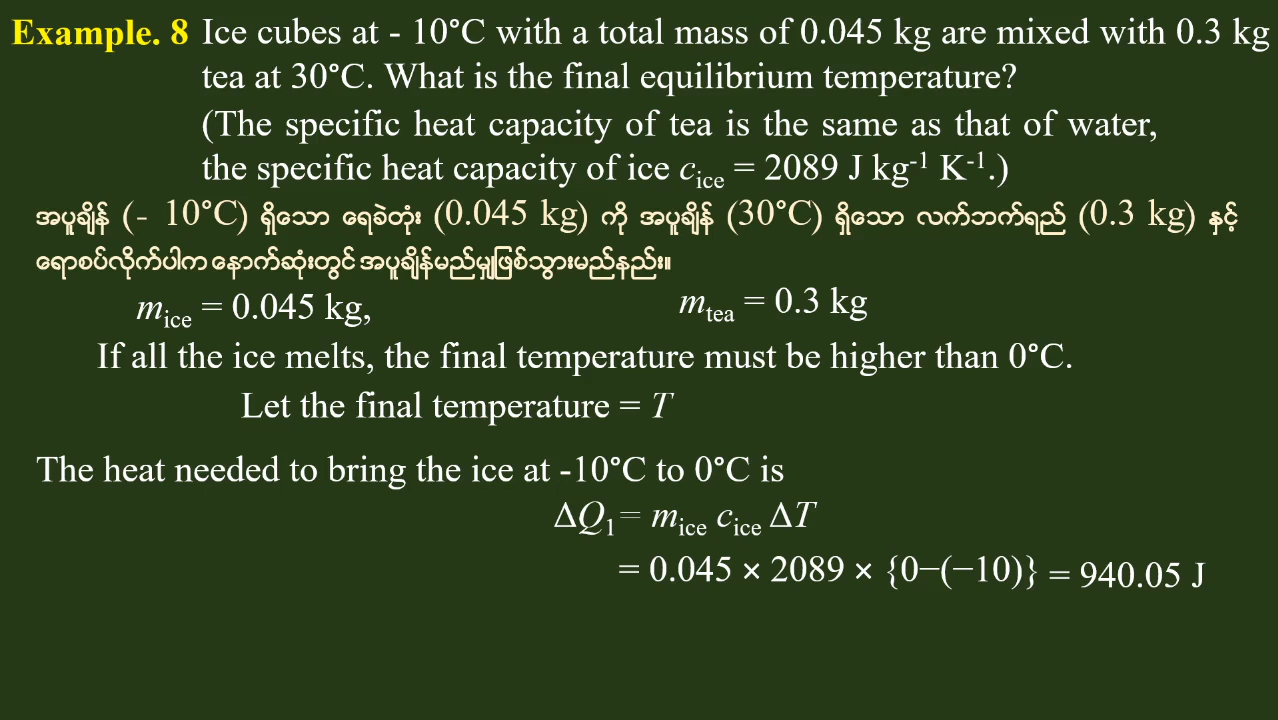 Example. 8 Ice cubes at - 10°C with a total mass of 0.045 kg are mixed with 0.3 kg
tea at 30°C. What is the final equilibrium temperature?
(The specific heat capacity of tea is the same as that of water,
the specific heat capacity of ice c_ice = 2089 J kg⁻¹ K⁻¹.)
အပူချိန် (- 10°C) ရှိသော ရေခဲတုံး (0.045 kg) ကို အပူချိန် (30°C) ရှိသော လက်ဘက်ရည် (0.3 kg) နှင့်
ရောစပ်လိုက်ပါက နောက်ဆုံးတွင် အပူချိန်မည်မျှဖြစ်သွားမည်နည်း။
m_ice = 0.045 kg, m_tea = 0.3 kg
If all the ice melts, the final temperature must be higher than 0°C.
Let the final temperature = T
The heat needed to bring the ice at -10°C to 0°C is
ΔQ₁ = m_ice c_ice ΔT
= 0.045 × 2089 × {0−(−10)} = 940.05 J